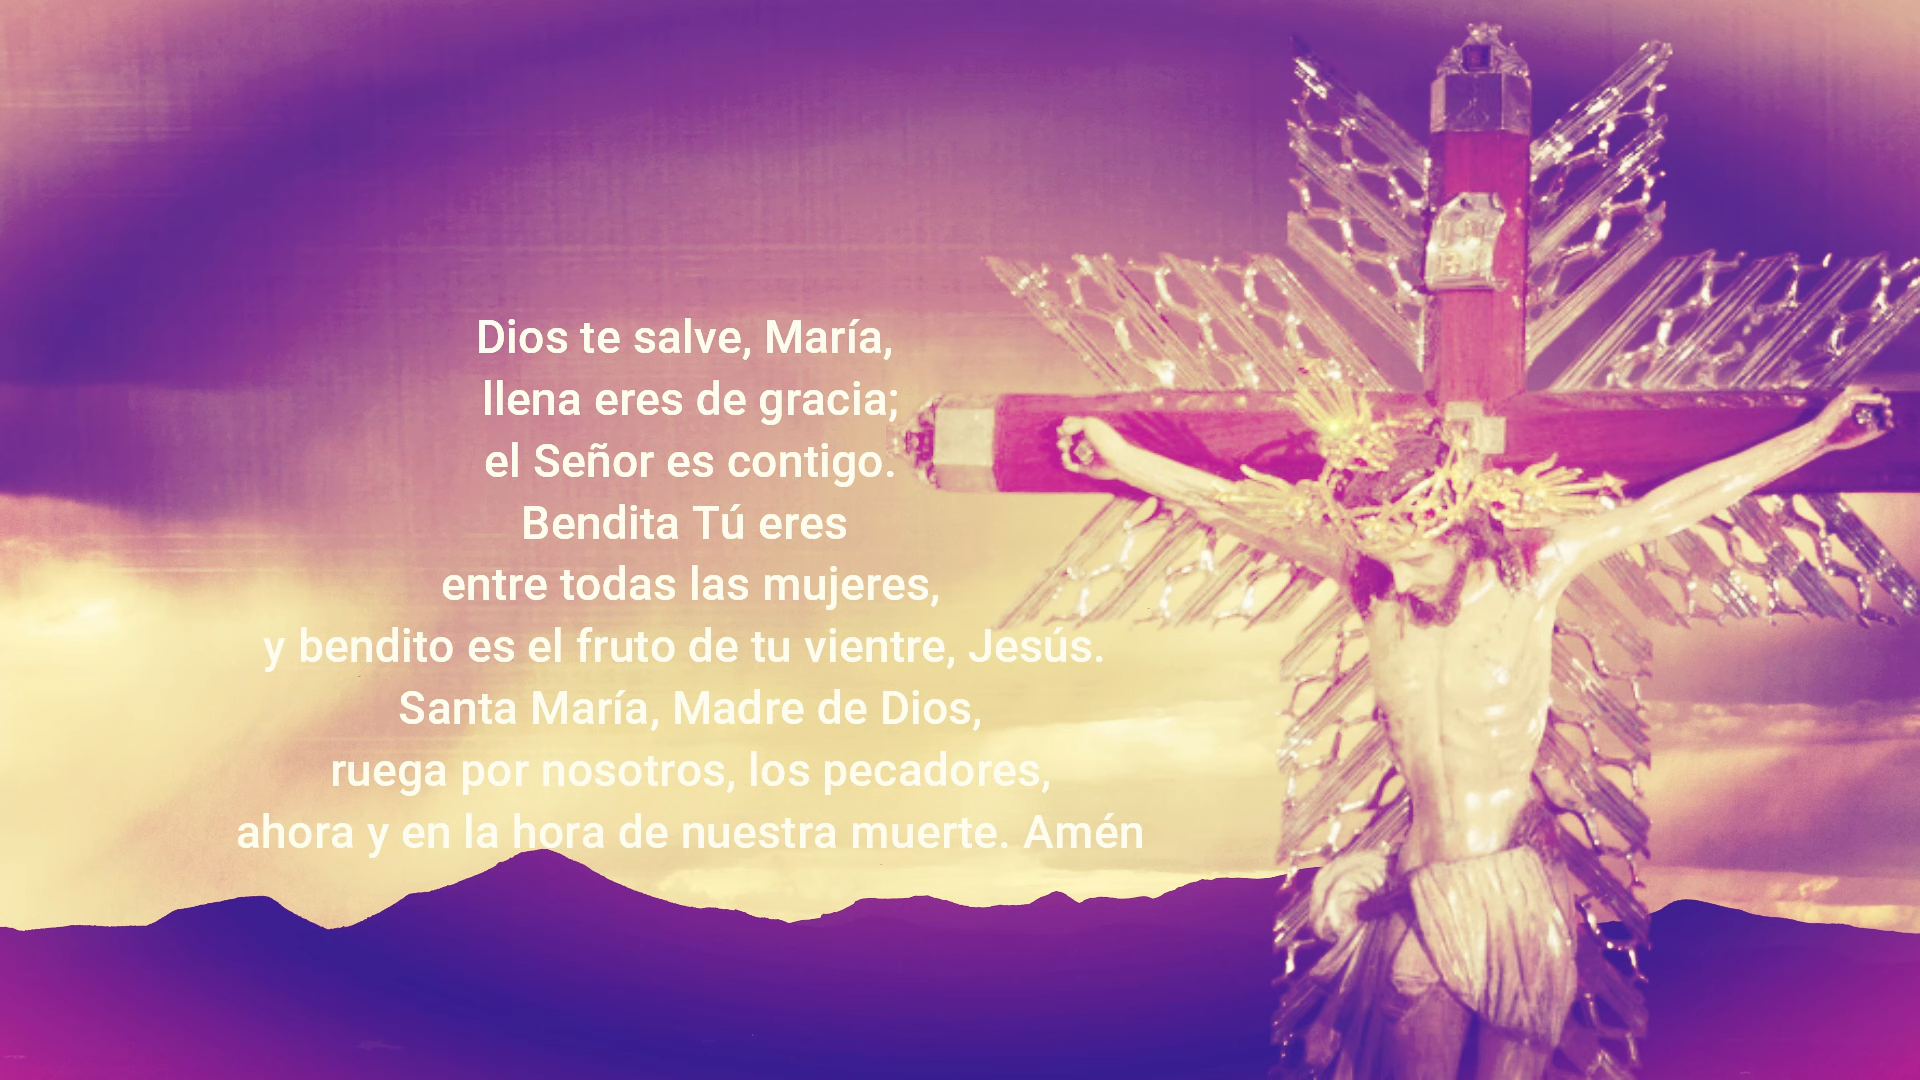 Dios te salve, María,
llena eres de gracia;
el Señor es contigo.
Bendita Tú eres
entre todas las mujeres,
y bendito es el fruto de tu vientre, Jesús.
Santa María, Madre de Dios,
ruega por nosotros, los pecadores,
ahora y en la hora de nuestra muerte. Amén